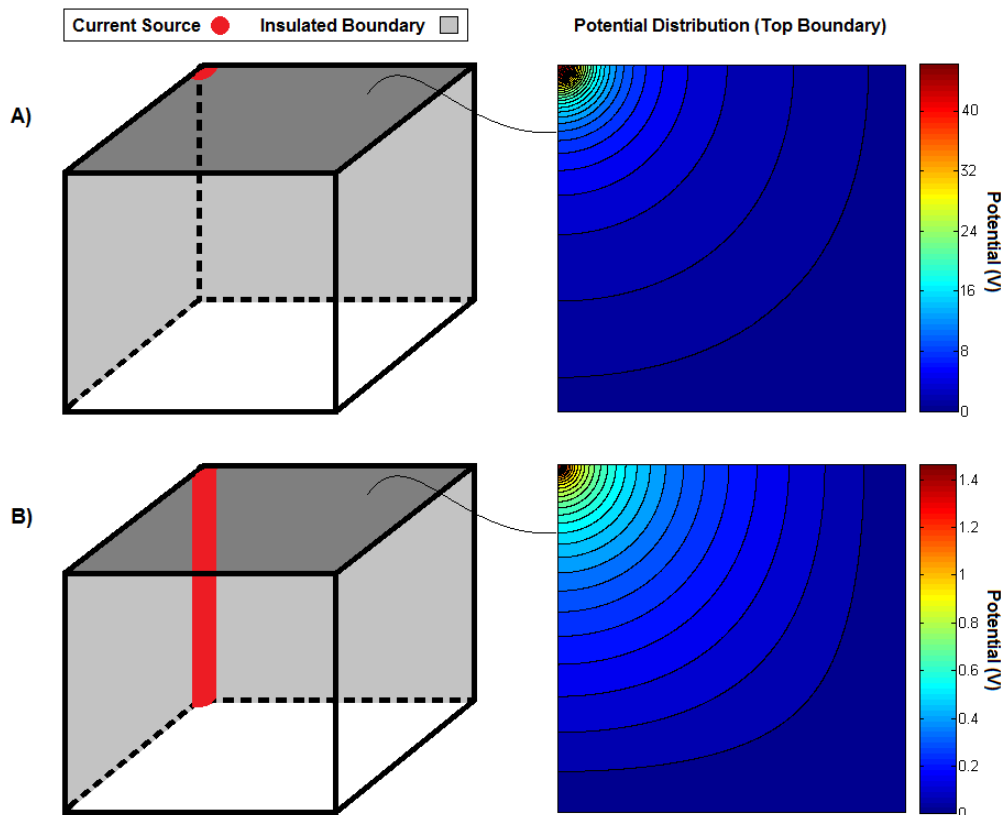 Current Source
Insulated Boundary
Potential Distribution (Top Boundary)
A)
40
32
24
16
8
0
Potential (V)
B)
1.4
1.2
1
0.8
0.6
0.4
0.2
0
Potential (V)